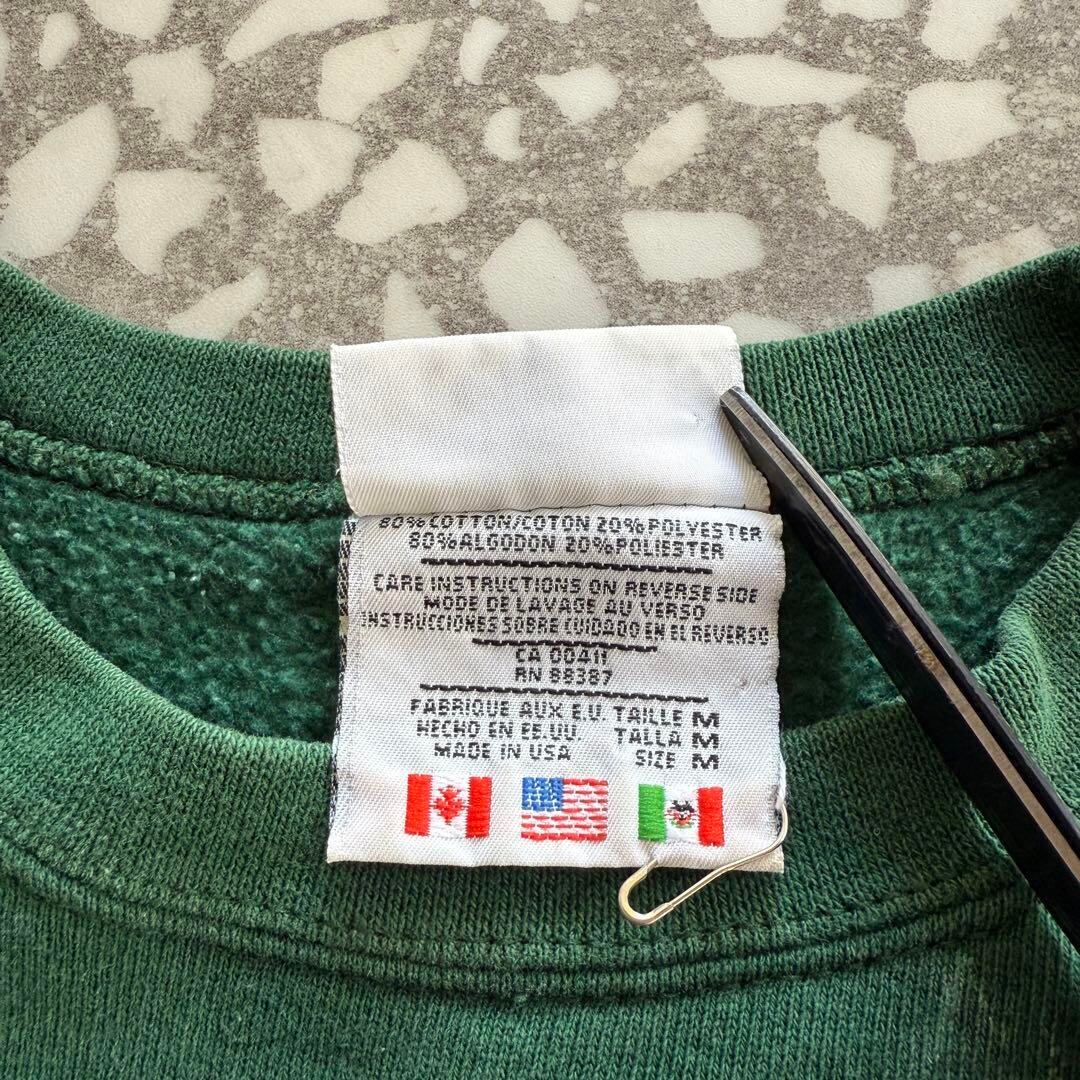 80% COTTON/COTON 20% POLYESTER
80% ALGODON 20% POLIESTER
CARE INSTRUCTIONS ON REVERSE SIDE
MODE DE LAVAGE AU VERSO
INSTRUCCIONES SOBRE CUIDADO EN EL REVERSO
CA 00411
RN 88387
FABRIQUE AUX E.U. TAILLE M
HECHO EN EE.UU. TALLA M
MADE IN USA SIZE M